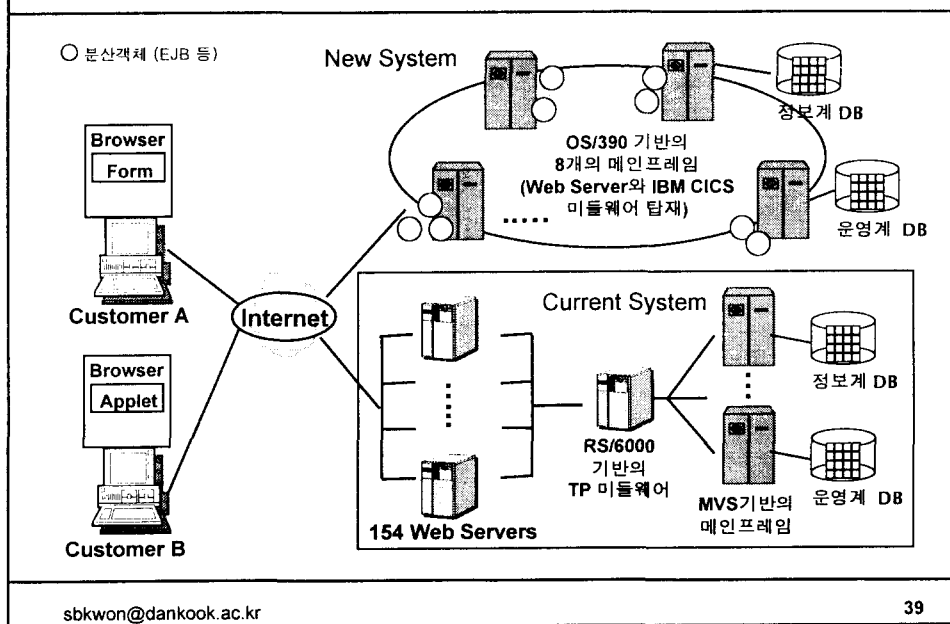 ○ 분산객체 (EJB 등)
New System
정보계 DB
OS/390 기반의
8개의 메인프레임
(Web Server와 IBM CICS
미들웨어 탑재)
.....
운영계 DB
Browser
Form
Customer A
Internet
Browser
Applet
Customer B
Current System
154 Web Servers
RS/6000
기반의
TP 미들웨어
MVS기반의
메인프레임
정보계 DB
운영계 DB
sbkwon@dankook.ac.kr
39